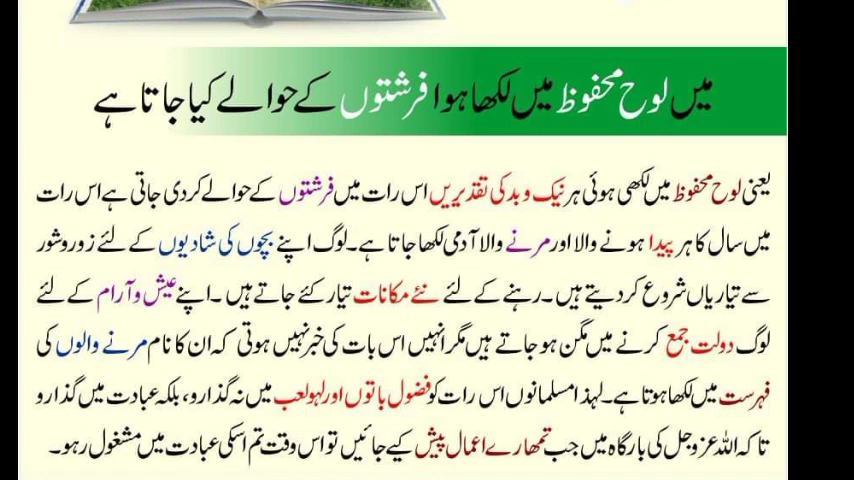 میں لوح محفوظ میں لکھا ہوا فرشتوں کے حوالے کیا جاتا ہے
یعنی لوح محفوظ میں لکھی ہوئی ہر نیک و بد کی تقدیریں اس رات میں فرشتوں کے حوالے کردی جاتی ہے اس رات
میں سال کا ہر پیدا ہونے والا اور مرنے والا آدمی لکھا جاتا ہے۔ لوگ اپنے بچوں کی شادیوں کے لئے زور و شور
سے تیاریاں شروع کر دیتے ہیں۔ رہنے کے لئے نئے مکانات تیار کئے جاتے ہیں۔ اپنے عیش و آرام کے لئے
لوگ دولت جمع کرنے میں مگن ہو جاتے ہیں مگر انہیں اس بات کی خبر نہیں ہوتی کہ ان کا نام مرنے والوں کی
فہرست میں لکھا ہوتا ہے۔ لہذا مسلمانوں اس رات کو فضول باتوں اور لہو لعب میں نہ گذارو، بلکہ عبادت میں گذارو
تا کہ اللہ عزوجل کی بارگاہ میں جب تمھارے اعمال پیش کیے جائیں تو اس وقت تم اسکی عبادت میں مشغول رہو۔